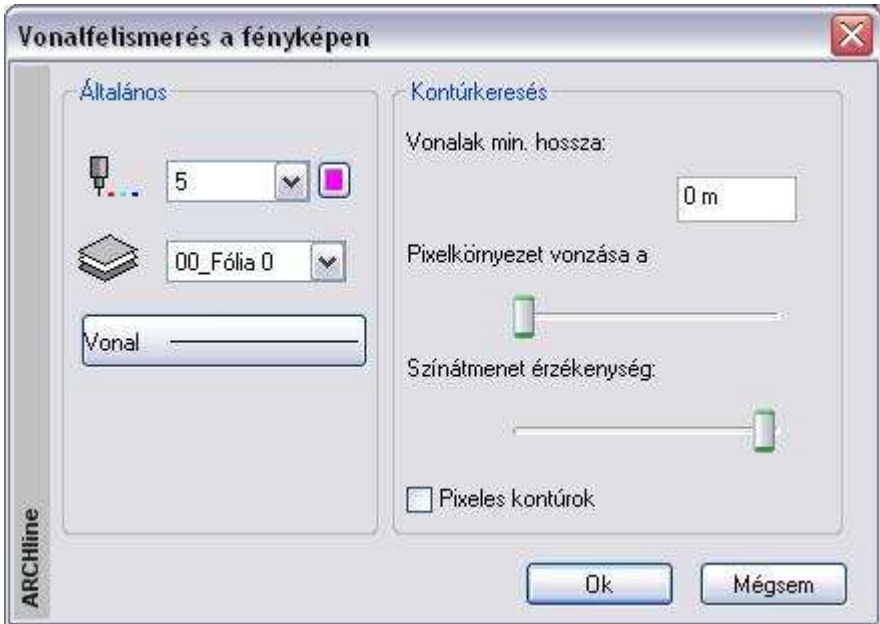 Vonalfelismerés a fényképen
Általános
5
00_Fólia 0
Vonal
Kontúrkeresés
Vonalak min. hossza:
0 m
Pixelkörnyezet vonzása a
Színátmenet érzékenység:
Pixeles kontúrok
ARCHline
Ok
Mégsem